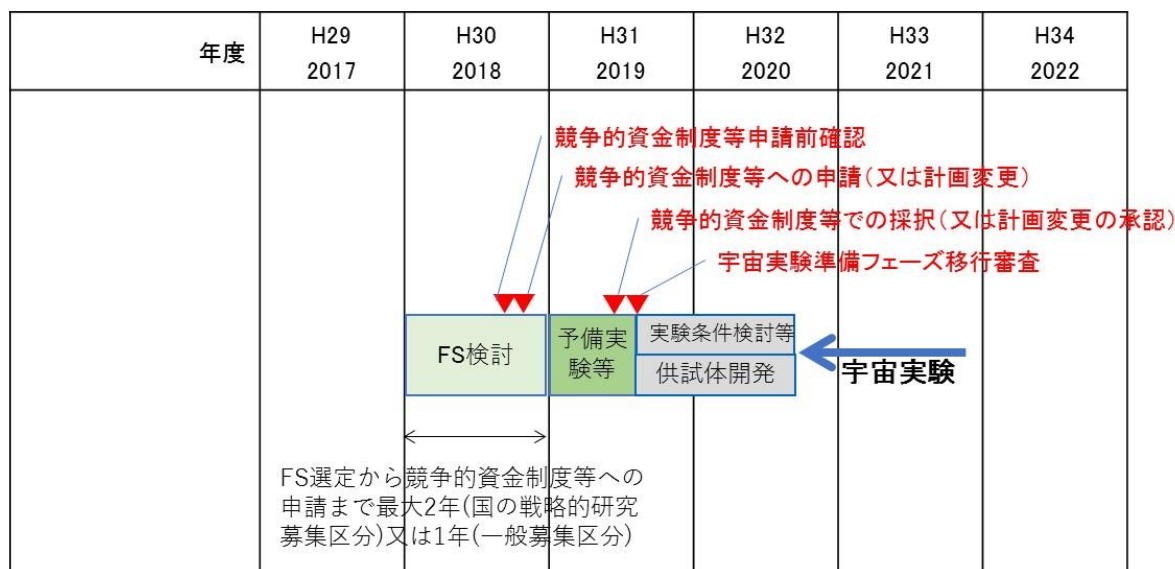 年度
H29
2017
H30
2018
H31
2019
H32
2020
H33
2021
H34
2022
競争的資金制度等申請前確認
競争的資金制度等への申請(又は計画変更)
競争的資金制度等での採択(又は計画変更の承認)
宇宙実験準備フェーズ移行審査
FS検討
予備実
験等
実験条件検討等
供試体開発
宇宙実験
FS選定から競争的資金制度等への
申請まで最大2年(国の戦略的研究
募集区分)又は1年(一般募集区分)